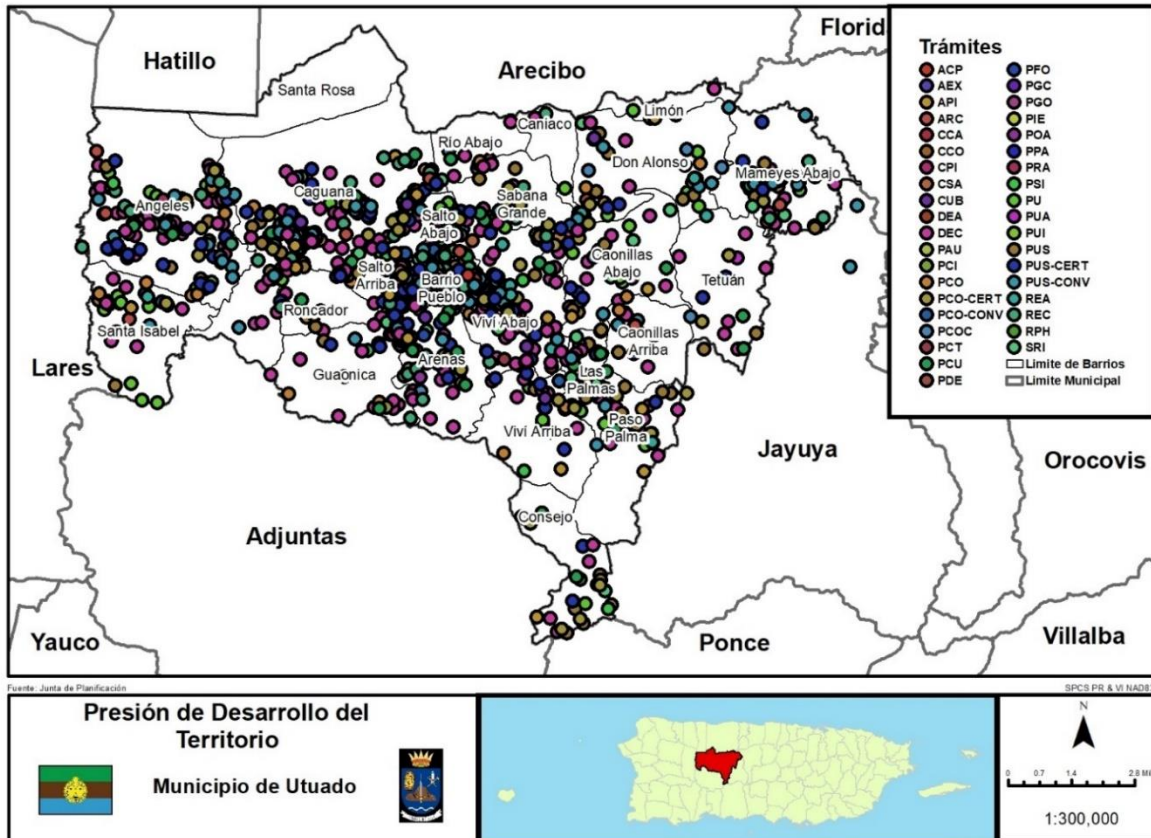 Florida
Hatillo
Arecibo
Santa Rosa
Limón
Caniaco
Río Abajo
Don Alonso
Mameyes Abajo
Caguana
Sabana
Grande
Angeles
Salto
Abajo
Caonillas
Abajo
Tetuán
Salto
Arriba
Barrio
Pueblo
Roncador
Viví Abajo
Santa Isabel
Caonillas
Arriba
Arenas
Lares
Guaonica
Las
Palmas
Paso
Palma
Viví Arriba
Jayuya
Orocovis
Consejo
Adjuntas
Yauco
Ponce
Villalba
Trámites
ACP
AEX
API
ARC
CCA
CCO
CPI
CSA
CUB
DEA
DEC
PAU
PCI
PCO
PCO-CERT
PCO-CONV
PCOC
PCT
PCU
PDE
PFO
PGC
PGO
PIE
POA
PPA
PRA
PSI
PU
PUA
PUI
PUS
PUS-CERT
PUS-CONV
REA
REC
RPH
SRI
Limite de Barrios
Limite Municipal
Fuente: Junta de Planificación
SPCS PR & VI NAD83
Presión de Desarrollo del
Territorio
Municipio de Utuado
N
0 0.7 1.4 2.8 Mi
1:300,000